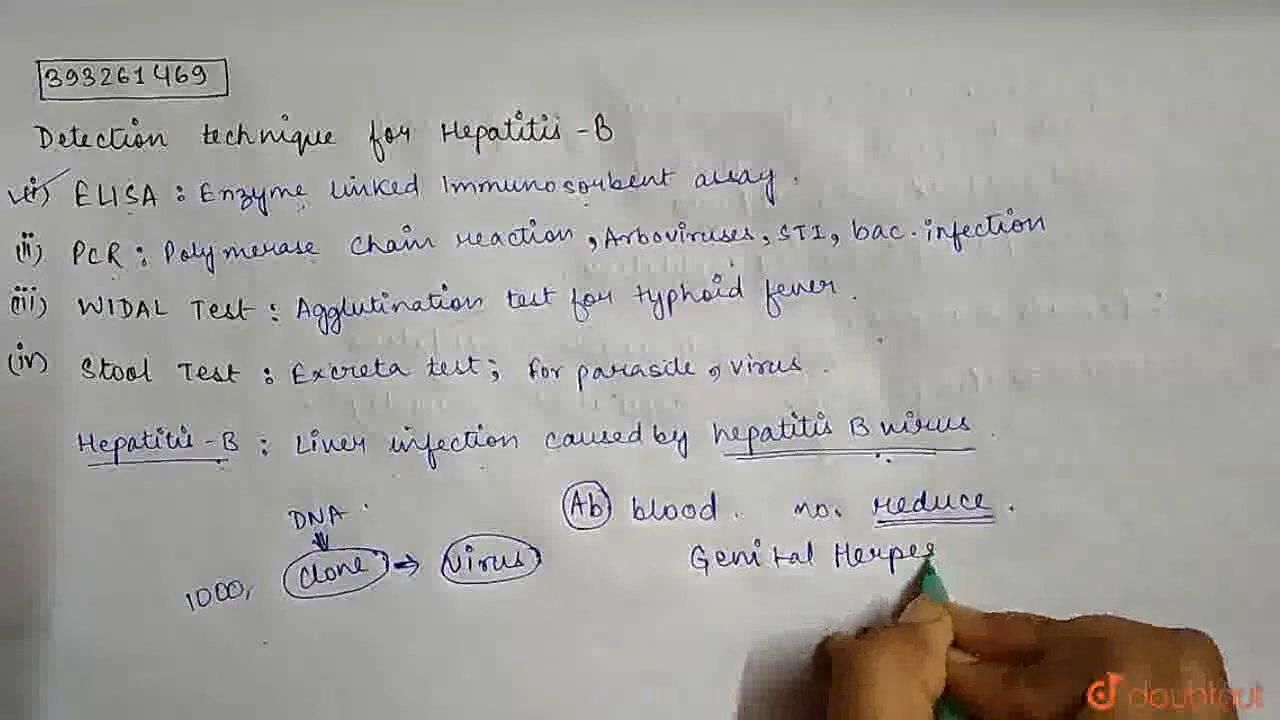 393261469
Detection technique for Hepatitis-B
(i) ELISA : Enzyme linked Immunosorbent assay.
(ii) PCR : Polymerase chain reaction, Arboviruses, STI, bac. infection
(iii) WIDAL Test : Agglutination test for typhoid fever.
(iv) Stool Test : Excreta test; for parasite, virus.
Hepatitis-B : Liver infection caused by hepatitis B virus.
DNA
Ab blood. no. reduce.
1000, clone → virus
Genital Herpes
doubtnut